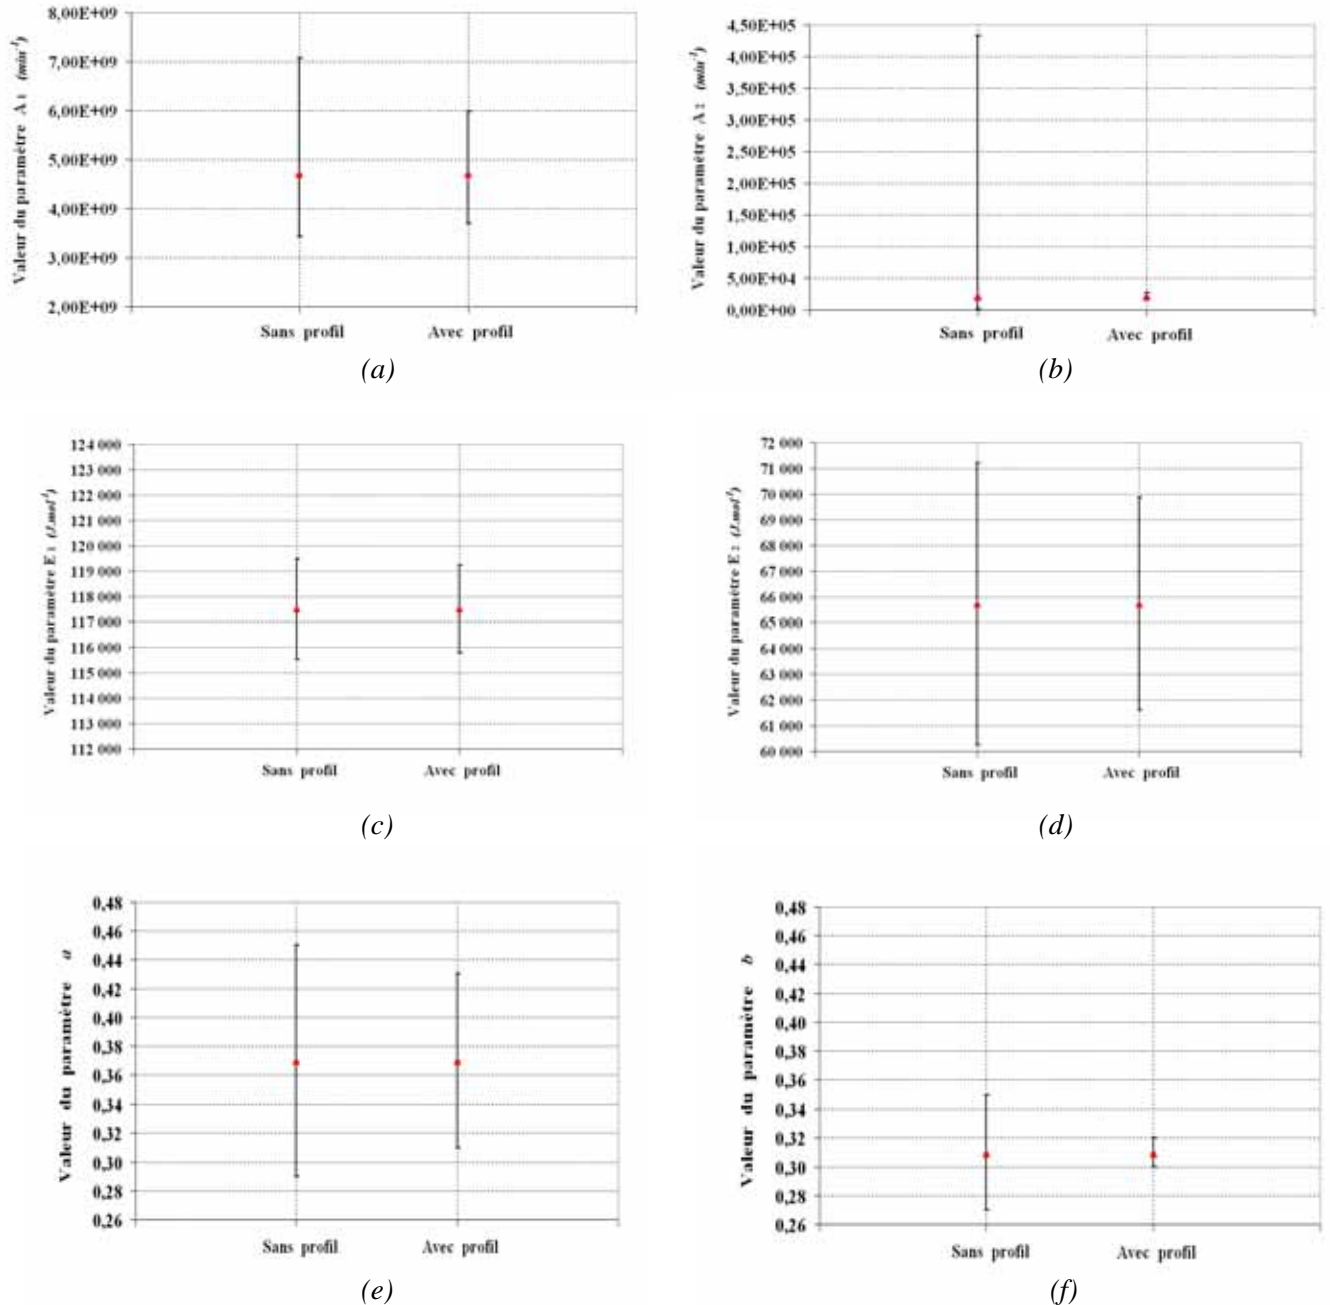 Valeur du paramètre A1 (min-1)
8,00E+09
7,00E+09
6,00E+09
5,00E+09
4,00E+09
3,00E+09
2,00E+09
Sans profil Avec profil
(a)
Valeur du paramètre A2 (min-1)
4,50E+05
4,00E+05
3,50E+05
3,00E+05
2,50E+05
2,00E+05
1,50E+05
1,00E+05
5,00E+04
0,00E+00
Sans profil Avec profil
(b)
Valeur du paramètre E1 (J.mol-1)
124 000
123 000
122 000
121 000
120 000
119 000
118 000
117 000
116 000
115 000
114 000
113 000
112 000
Sans profil Avec profil
(c)
Valeur du paramètre E2 (J.mol-1)
72 000
71 000
70 000
69 000
68 000
67 000
66 000
65 000
64 000
63 000
62 000
61 000
60 000
Sans profil Avec profil
(d)
Valeur du paramètre a
0,48
0,46
0,44
0,42
0,40
0,38
0,36
0,34
0,32
0,30
0,28
0,26
Sans profil Avec profil
(e)
Valeur du paramètre b
0,48
0,46
0,44
0,42
0,40
0,38
0,36
0,34
0,32
0,30
0,28
0,26
Sans profil Avec profil
(f)